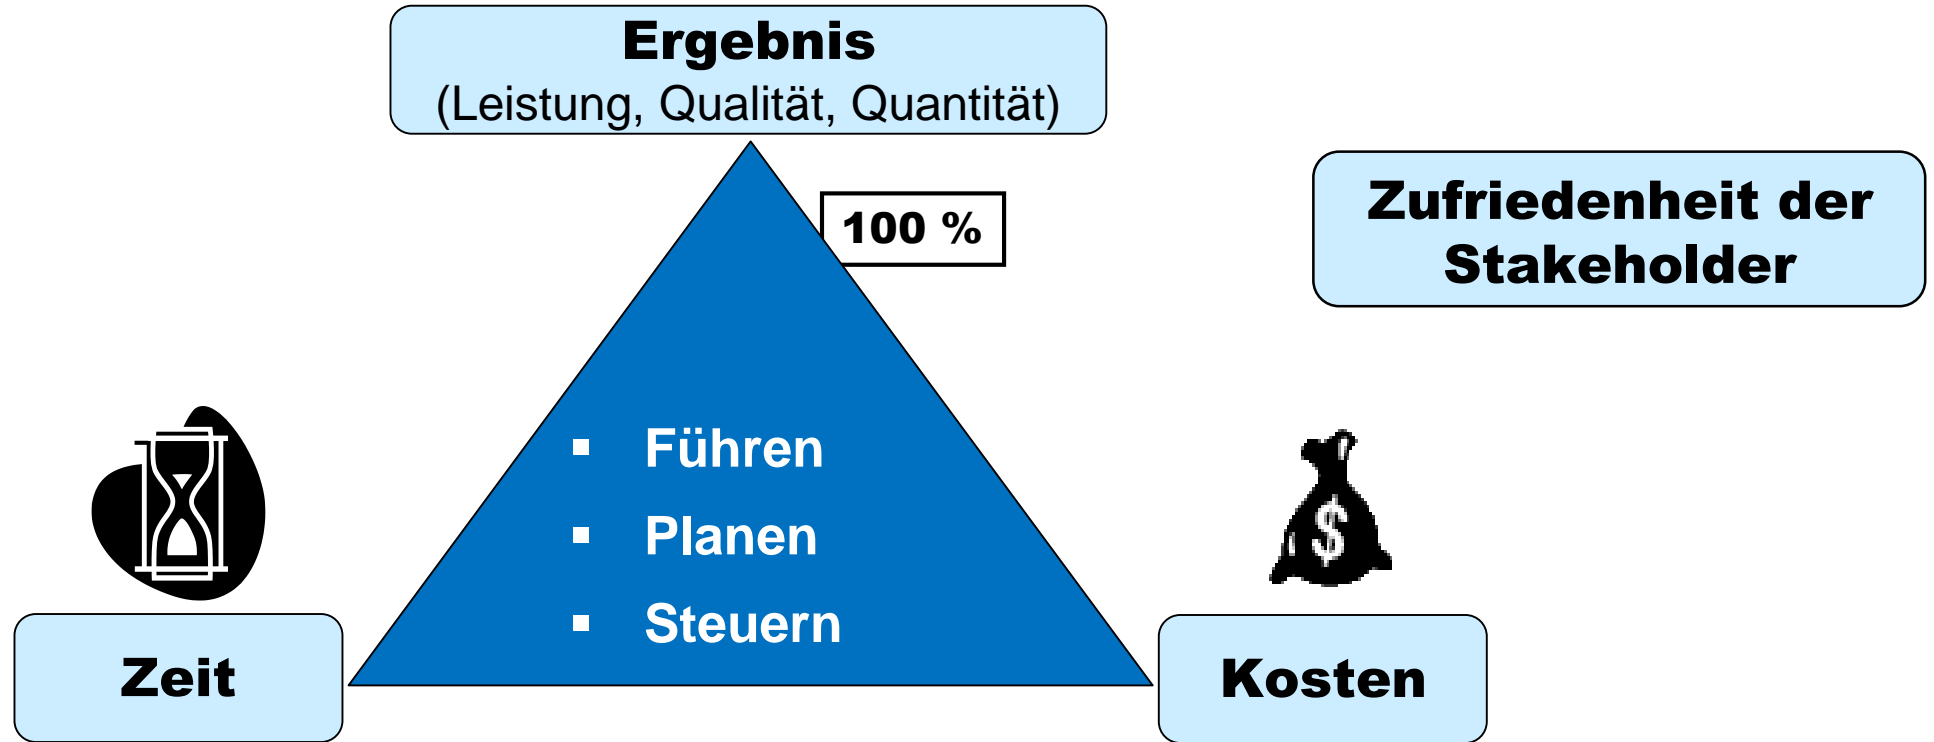 Ergebnis
(Leistung, Qualität, Quantität)
100 %
Zufriedenheit der
Stakeholder
Führen
Planen
Steuern
$
Zeit
Kosten